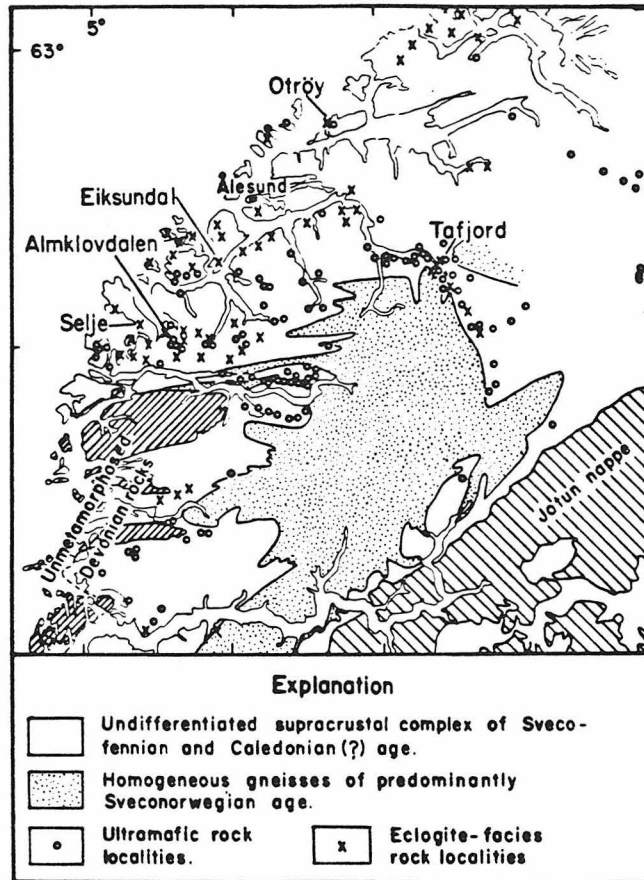 5°
63°
Otröy
Ålesund
Eiksundal
Almklovdalen
Tafjord
Selje
Jotun nappe
Unmetamorphosed
Devonian rocks
Explanation
Undifferentiated supracrustal complex of Sveco-
fennian and Caledonian (?) age.
Homogeneous gneisses of predominantly
Sveconorwegian age.
Ultramafic rock
localities.
x Eclogite-facies
rock localities